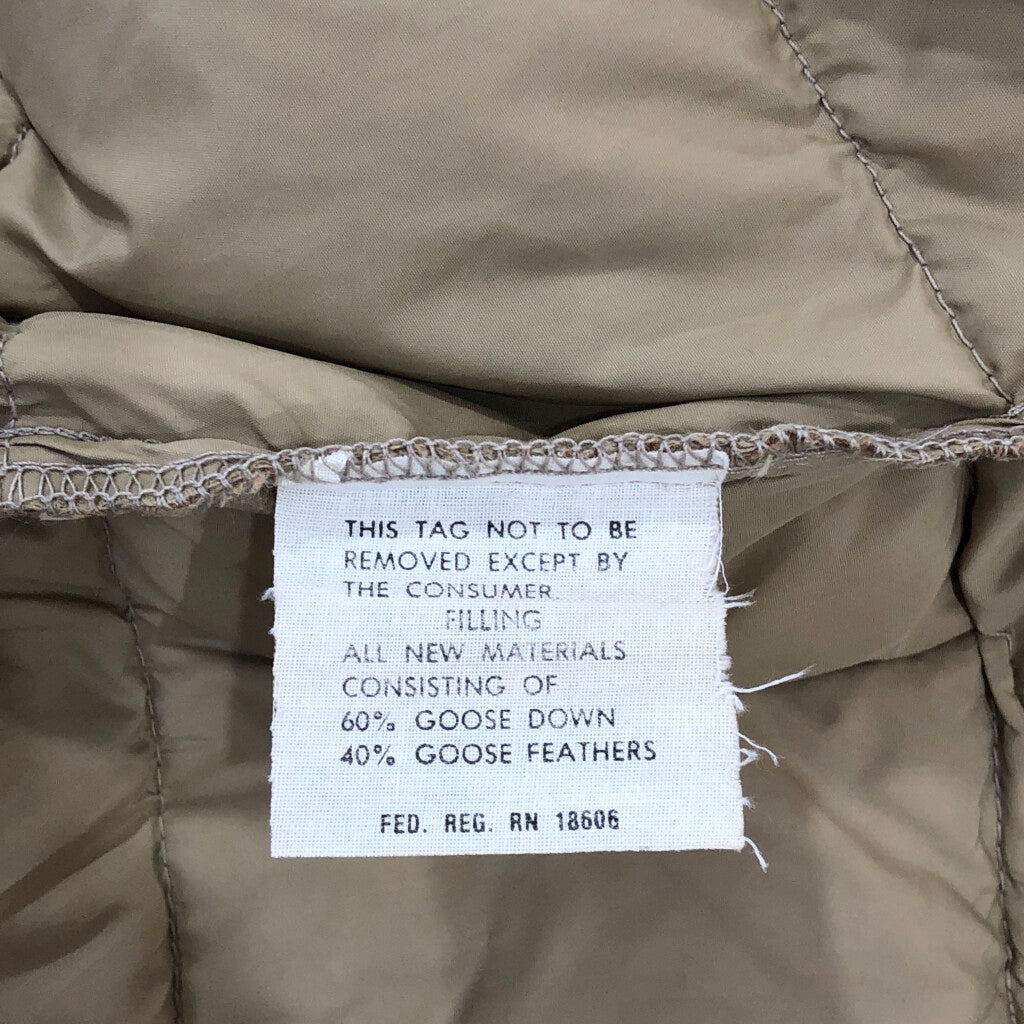 THIS TAG NOT TO BE
REMOVED EXCEPT BY
THE CONSUMER
FILLING
ALL NEW MATERIALS
CONSISTING OF
60% GOOSE DOWN
40% GOOSE FEATHERS
FED. REG. RN 18606